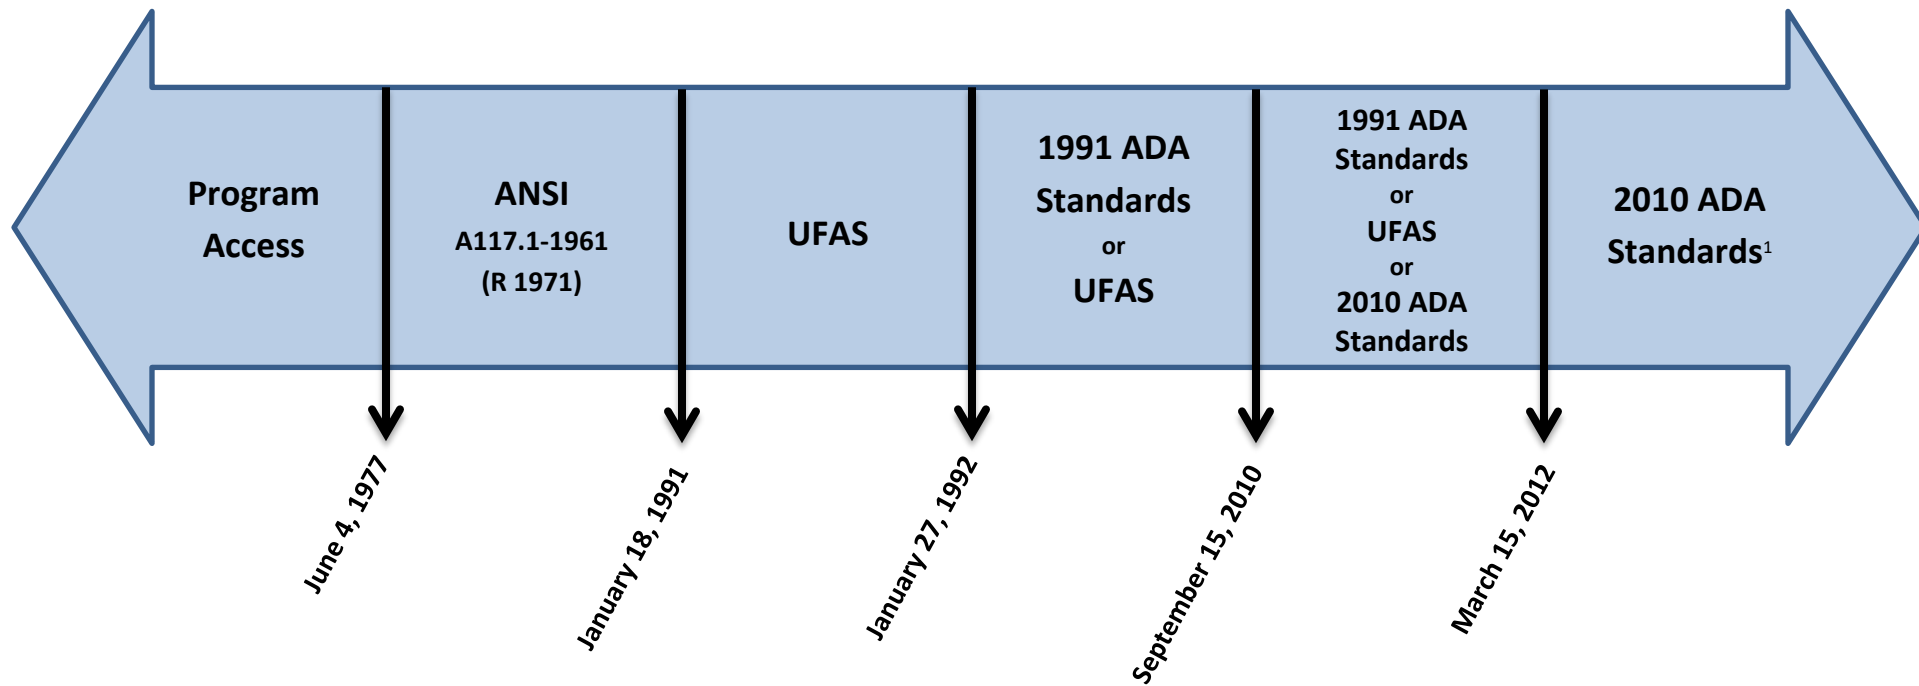 Program
Access
ANSI
A117.1-1961
(R 1971)
UFAS
1991 ADA
Standards
or
UFAS
1991 ADA
Standards
or
UFAS
or
2010 ADA
Standards
2010 ADA
Standards¹
June 4, 1977
January 18, 1991
January 27, 1992
September 15, 2010
March 15, 2012